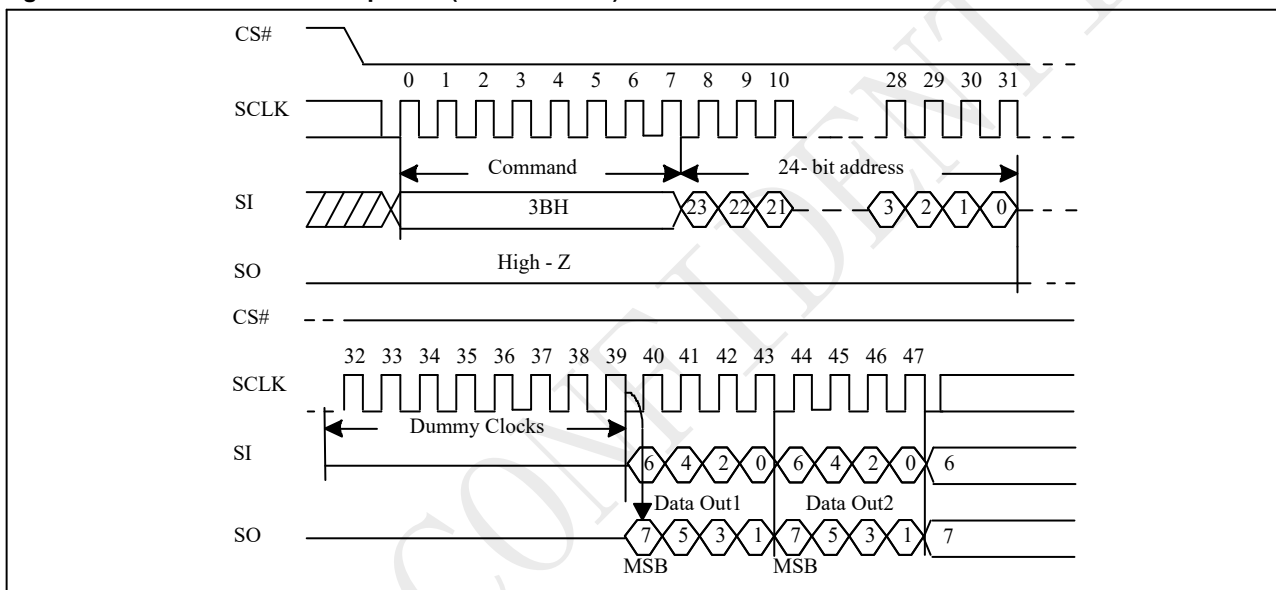 CS#
0 1 2 3 4 5 6 7 8 9 10 28 29 30 31
SCLK
Command 24- bit address
SI 3BH 23 22 21 3 2 1 0
High - Z
SO
CS#
32 33 34 35 36 37 38 39 40 41 42 43 44 45 46 47
SCLK
Dummy Clocks
SI 6 4 2 0 6 4 2 0 6
Data Out1 Data Out2
SO 7 5 3 1 7 5 3 1 7
MSB MSB